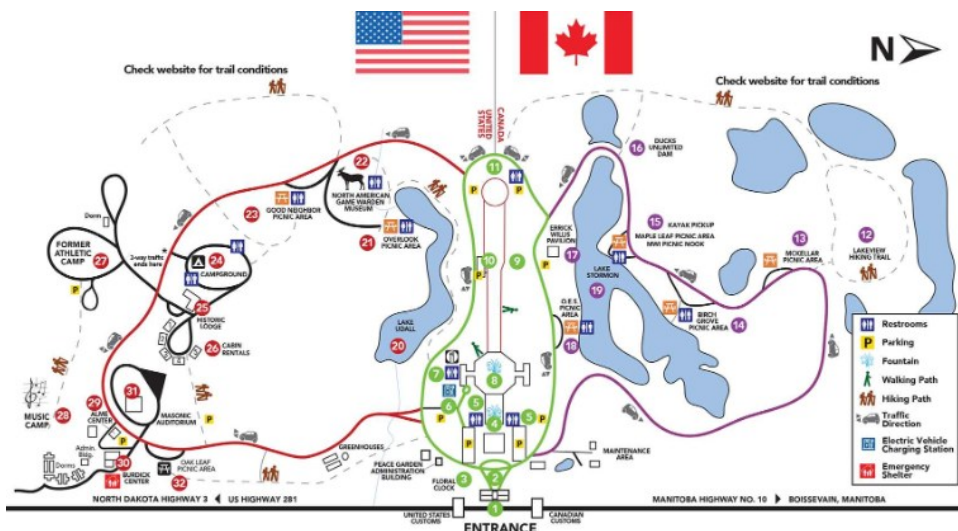 Check website for trail conditions
N
Check website for trail conditions
CANADA
UNITED
STATES
16
DUCKS
UNLIMITED
DAM
11
22
NORTH AMERICAN
GAME WARDEN
MUSEUM
P
P
GOOD NEIGHBOR
PICNIC AREA
23
15
KAYAK PICKUP
MAPLE LEAF PICNIC AREA
MWI PICNIC NOOK
ERRICK
WILLIS
PAVILION
17
13
MCKELLAR
PICNIC AREA
12
LAKEVIEW
HIKING TRAIL
Dorm
FORMER
ATHLETIC
CAMP
27
P
2-way traffic
ends here
24
CAMPGROUND
21
OVERLOOK
PICNIC AREA
10
9
P
P
LAKE
STORMON
19
25
HISTORIC
LODGE
26
CABIN
RENTALS
LAKE
UDALL
20
O.E.S.
PICNIC
AREA
18
BIRCH
GROVE
PICNIC AREA
14
Restrooms
P
Parking
Fountain
Walking Path
Hiking Path
Traffic
Direction
Electric Vehicle
Charging Station
Emergency
Shelter
7
8
6
5
4
5
P
P
MUSIC
CAMP
28
29
ALME
CENTER
31
MASONIC
AUDITORIUM
P
Admin.
Bldg.
Dorms
30
BURDICK
CENTER
OAK LEAF
PICNIC AREA
32
GREENHOUSES
PEACE GARDEN
ADMINISTRATION
BUILDING
FLORAL
CLOCK
3
2
1
MAINTENANCE
AREA
NORTH DAKOTA HIGHWAY 3
US HIGHWAY 281
MANITOBA HIGHWAY NO. 10
BOISSEVAIN, MANITOBA
UNITED STATES
CUSTOMS
CANADIAN
CUSTOMS
ENTRANCE